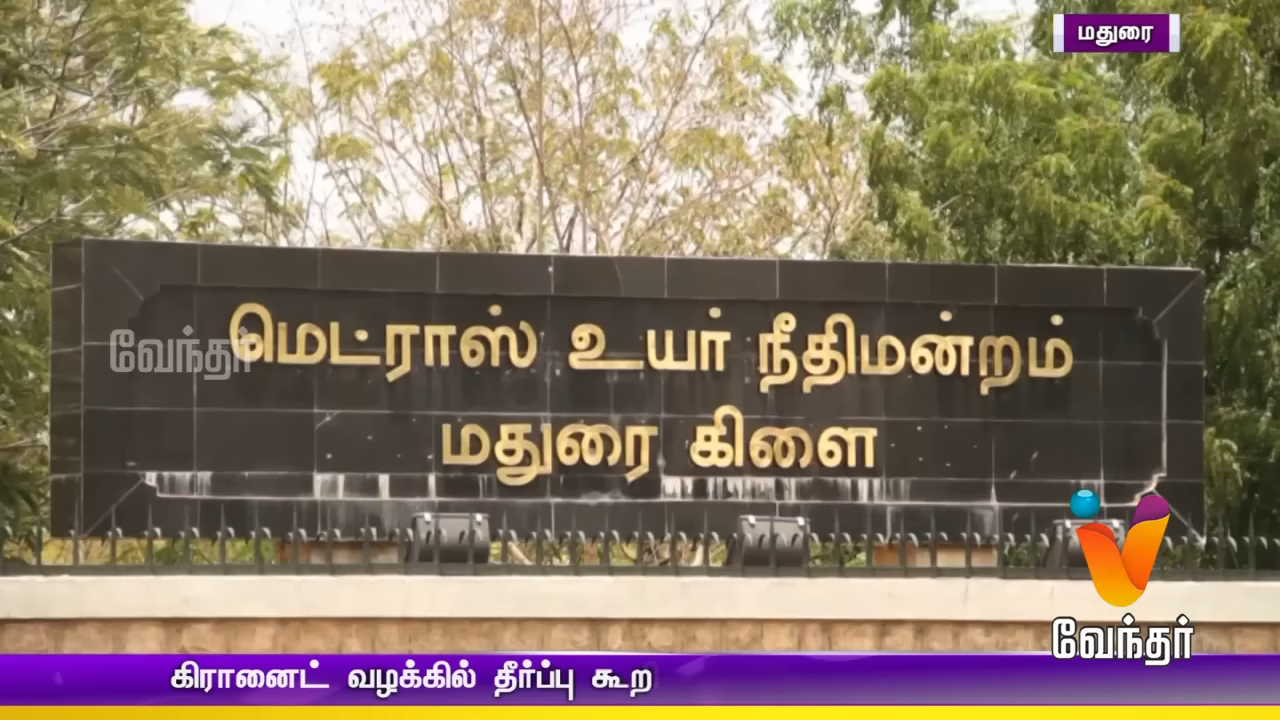 மதுரை
மெட்ராஸ் உயர் நீதிமன்றம்
வேந்தர்
மதுரை கிளை
வேந்தர்
கிரானைட் வழக்கில் தீர்ப்பு கூற